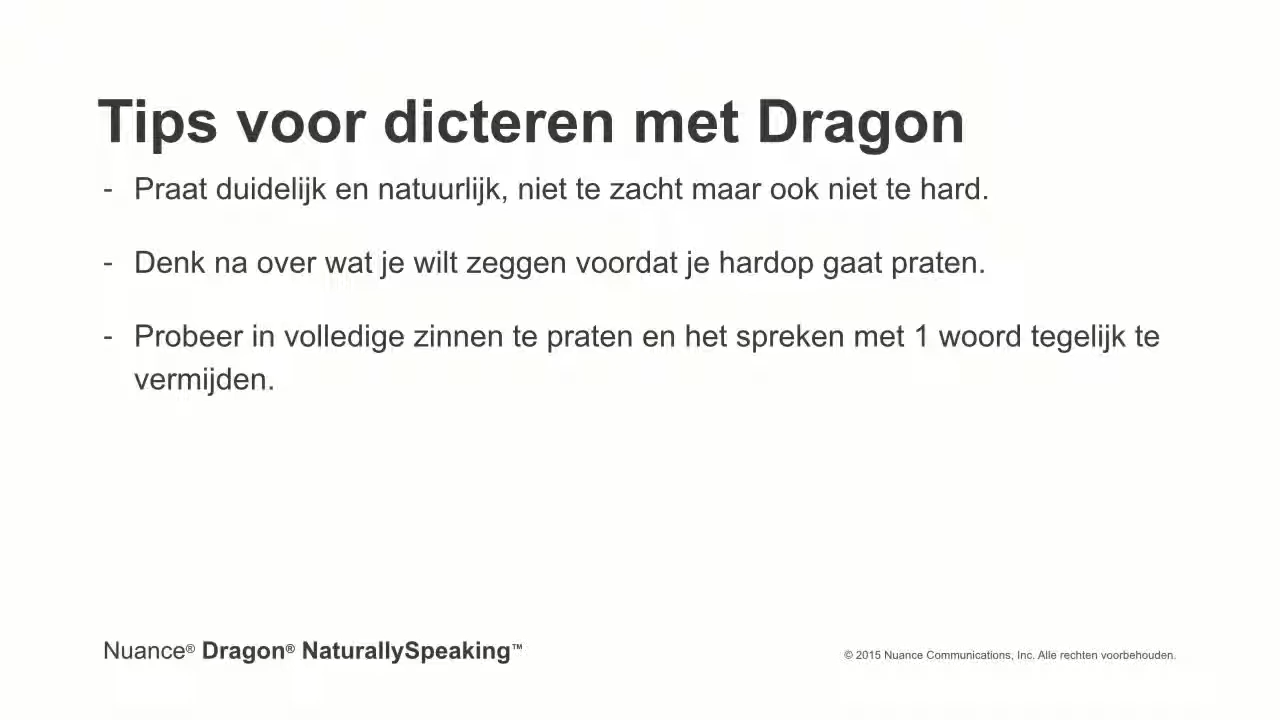 Tips voor dicteren met Dragon
- Praat duidelijk en natuurlijk, niet te zacht maar ook niet te hard.
- Denk na over wat je wilt zeggen voordat je hardop gaat praten.
- Probeer in volledige zinnen te praten en het spreken met 1 woord tegelijk te
vermijden.
Nuance® Dragon® NaturallySpeaking™
© 2015 Nuance Communications, Inc. Alle rechten voorbehouden.